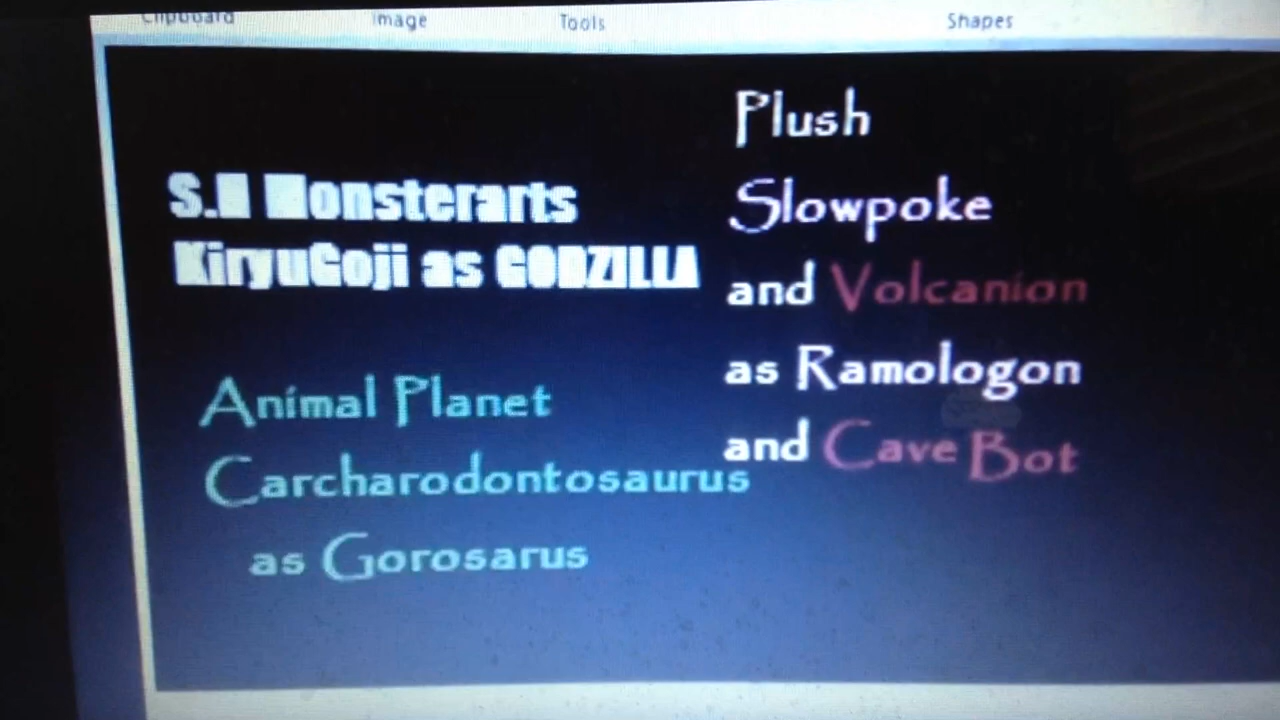 Clipboard Image Tools Shapes
S.H Monsterarts
KiryuGoji as GODZILLA
Animal Planet
Carcharodontosaurus
as Gorosarus
Plush
Slowpoke
and Volcanion
as Ramologon
and Cave Bot